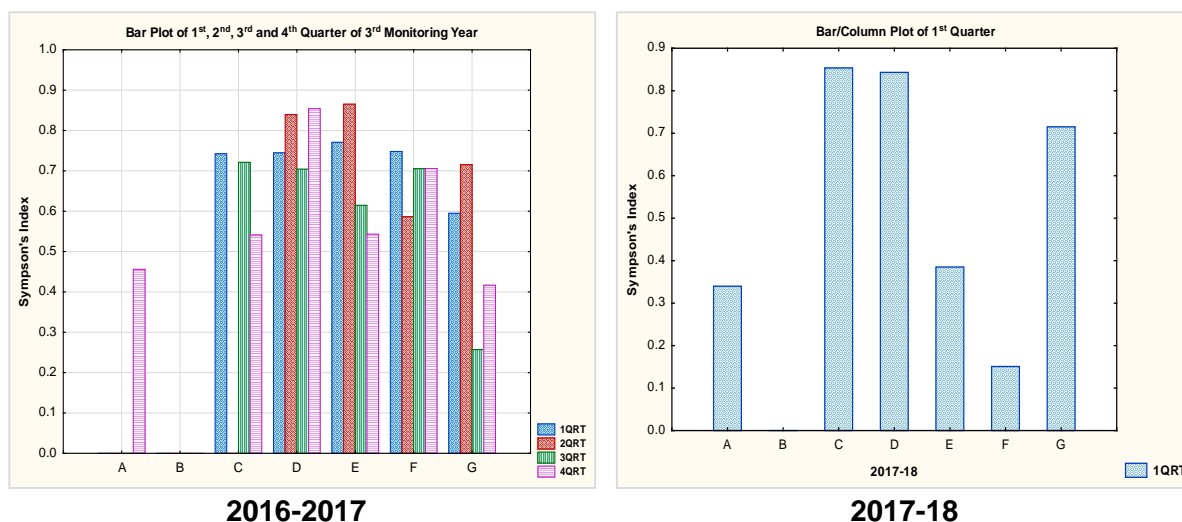 Bar Plot of 1st, 2nd, 3rd and 4th Quarter of 3rd Monitoring Year
1.0
0.9
0.8
0.7
0.6
0.5
0.4
0.3
0.2
0.1
0.0
Sympson's Index
A B C D E F G
1QRT
2QRT
3QRT
4QRT
2016-2017
Bar/Column Plot of 1st Quarter
0.9
0.8
0.7
0.6
0.5
0.4
0.3
0.2
0.1
0.0
Sympson's Index
A B C D E F G
2017-18
1QRT
2017-18